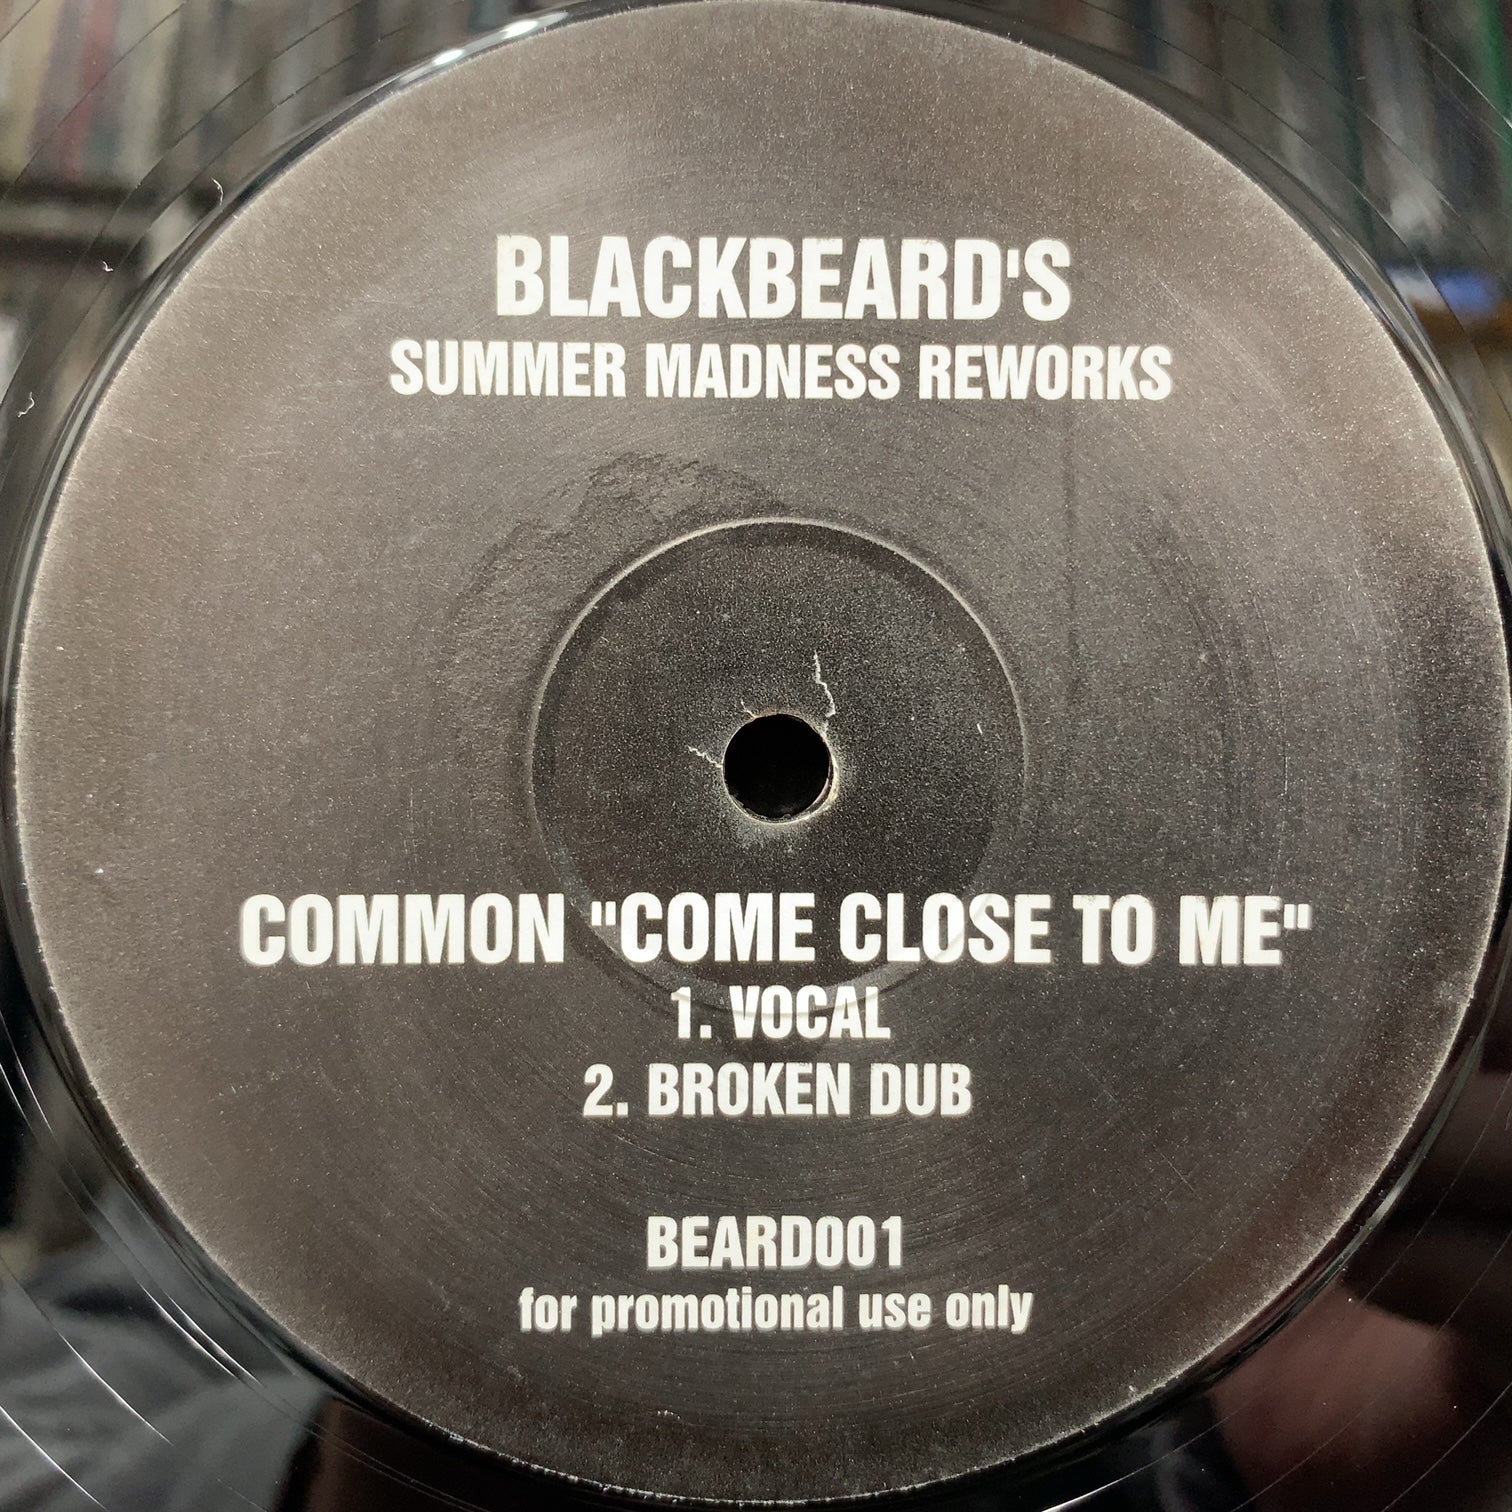 BLACKBEARD'S
SUMMER MADNESS REWORKS
COMMON "COME CLOSE TO ME"
1. VOCAL
2. BROKEN DUB
BEARD001
for promotional use only